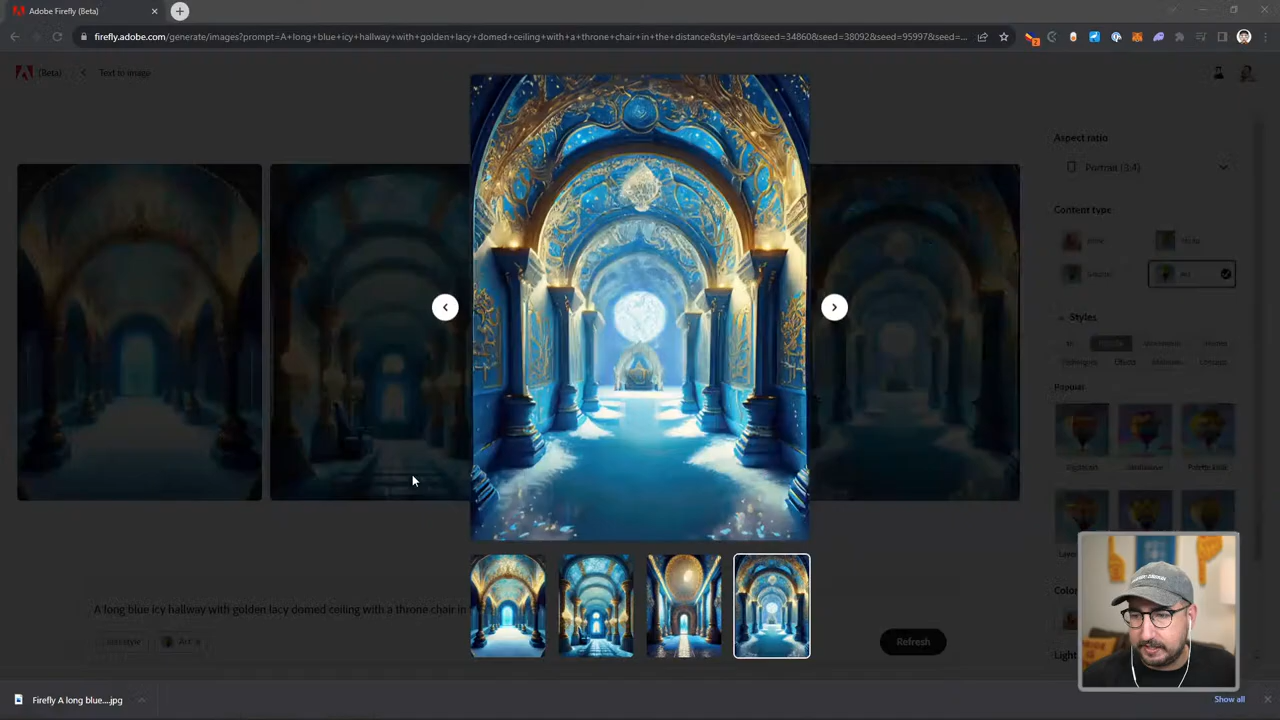 Adobe Firefly (Beta)
firefly.adobe.com/generate/images?prompt=A+long+blue+icy+hallway+with+golden+lacy+domed+ceiling+with+a+throne+chair+in+the+distance&style=art&seed=34860&seed=38092&seed=95997&seed=...
(Beta)
Text to image
Aspect ratio
Portrait (3:4)
Content type
Art
Styles
Effects
Popular
A long blue icy hallway with golden lacy domed ceiling with a throne chair in
Art
Refresh
Firefly A long blue....jpg
Show all